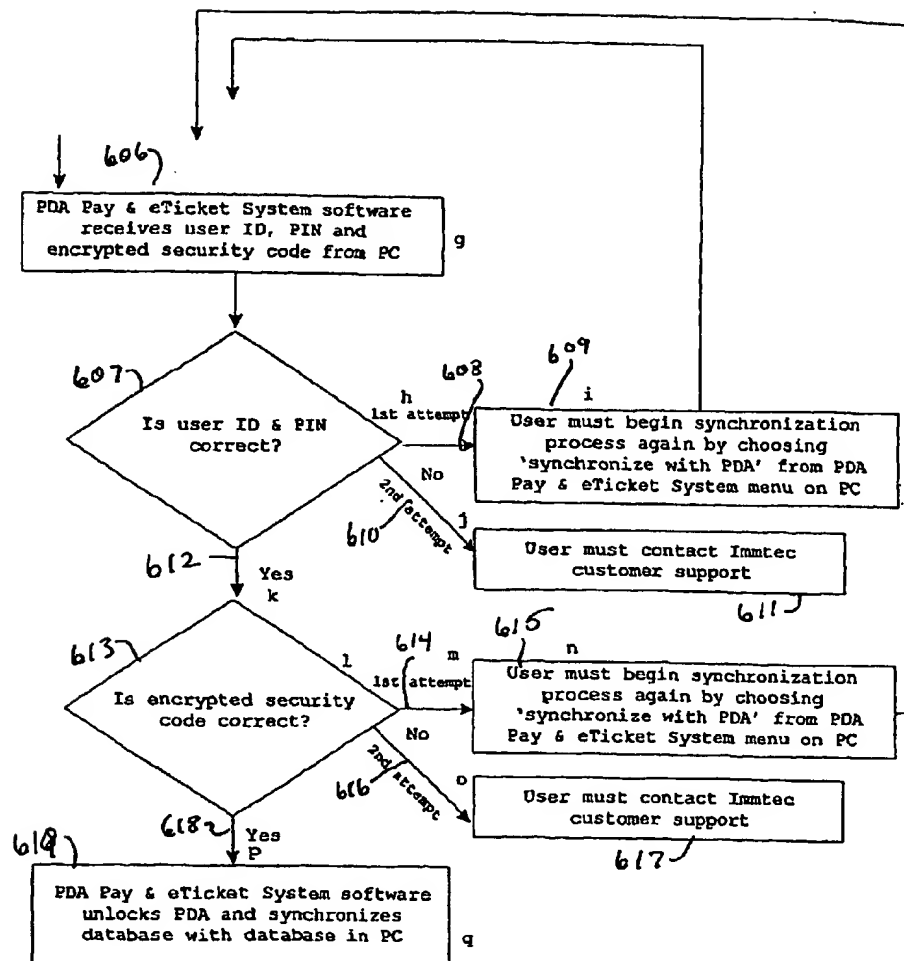 606
PDA Pay & eTicket System software
receives user ID, PIN and
encrypted security code from PC
g
607
Is user ID & PIN
correct?
h
1st attempt
608
609
i
User must begin synchronization
process again by choosing
'synchronize with PDA' from PDA
Pay & eTicket System menu on PC
No
2nd attempt
610
j
User must contact Immtec
customer support
611
612
Yes
k
613
Is encrypted security
code correct?
l
614
m
1st attempt
615
n
User must begin synchronization
process again by choosing
'synchronize with PDA' from PDA
Pay & eTicket System menu on PC
No
2nd attempt
616
o
User must contact Immtec
customer support
617
618
Yes
P
619
PDA Pay & eTicket System software
unlocks PDA and synchronizes
database with database in PC
q